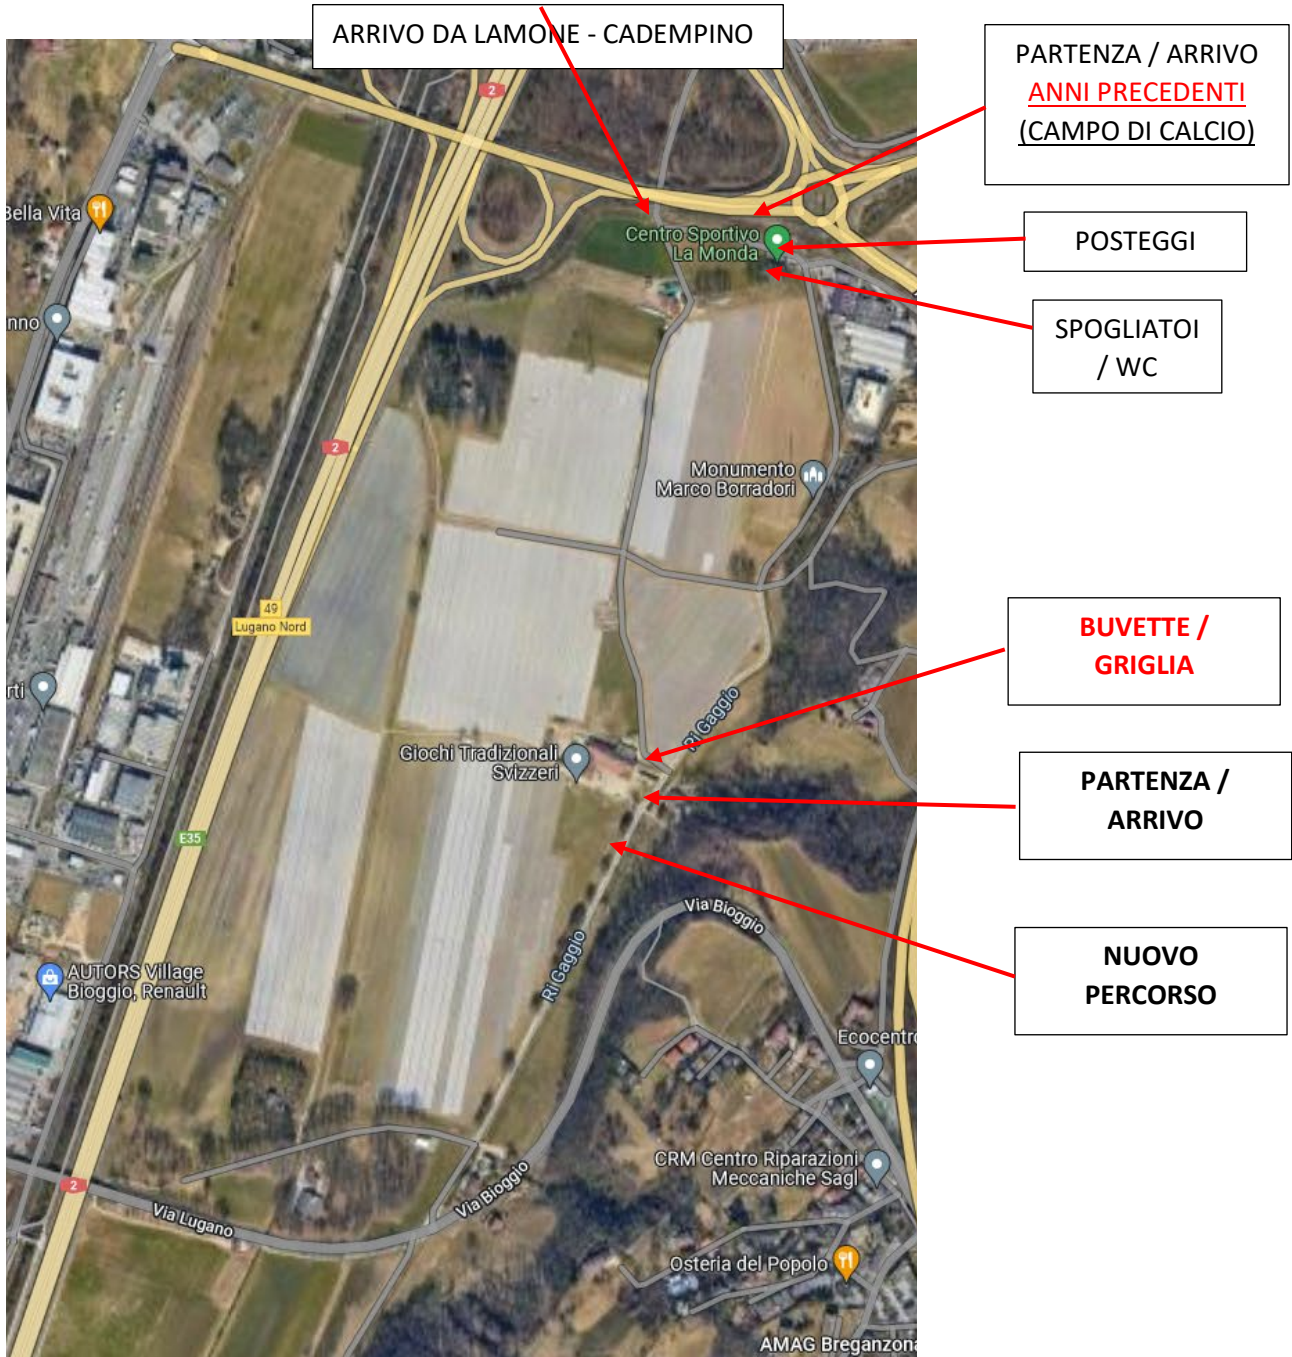 ARRIVO DA LAMONE - CADEMPINO
PARTENZA / ARRIVO
ANNI PRECEDENTI
(CAMPO DI CALCIO)
POSTEGGI
SPOGLIATOI
/ WC
BUVETTE /
GRIGLIA
PARTENZA /
ARRIVO
NUOVO
PERCORSO
2
Bella Vita
Centro Sportivo
La Monda
nno
2
Monumento
Marco Borradori
49
Lugano Nord
rti
Ri Gaggio
Giochi Tradizionali
Svizzeri
E35
Via Bioggio
Ri Gaggio
AUTORS Village
Bioggio, Renault
Ecocentro
CRM Centro Riparazioni
Meccaniche Sagl
2
Via Bioggio
Via Lugano
Osteria del Popolo
AMAG Breganzona